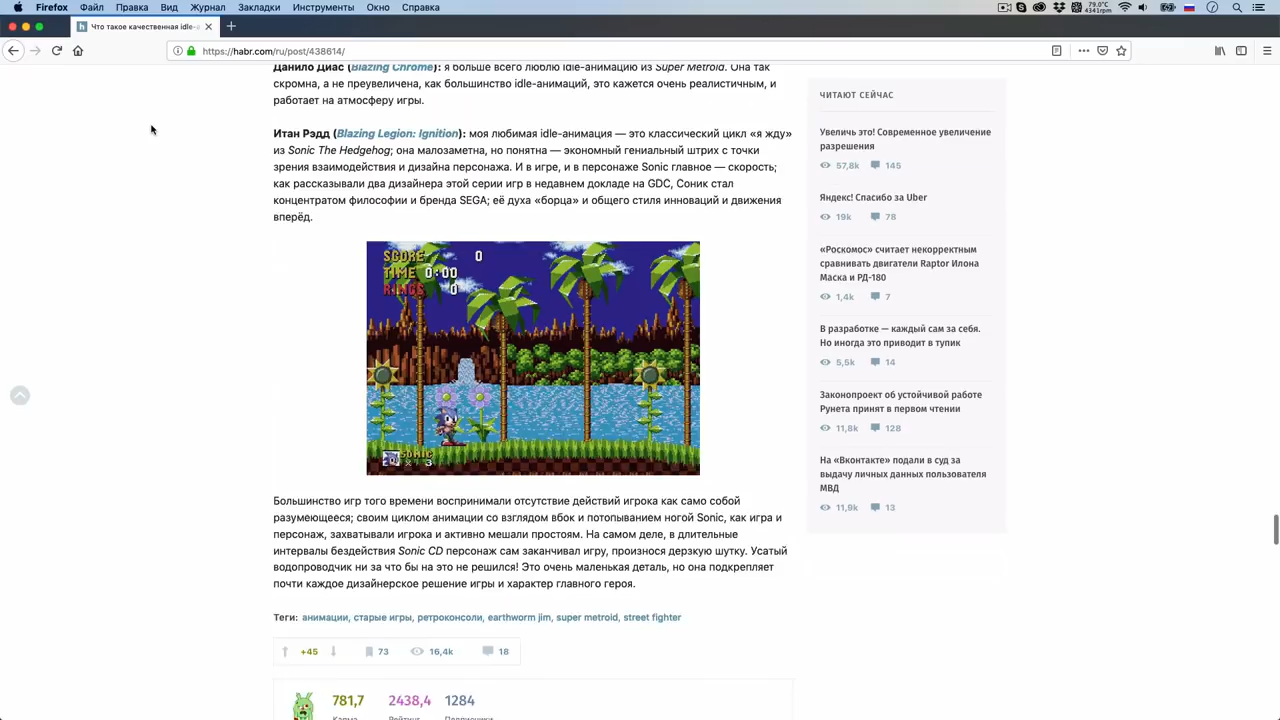 Firefox Файл Правка Вид Журнал Закладки Инструменты Окно Справка
79.0°C
4341rpm
Что такое качественная idle-а
https://habr.com/ru/post/438614/
Данило Диас (Blazing Chrome): я больше всего люблю idle-анимацию из Super Metroid. Она так
скромна, а не преувеличена, как большинство idle-анимаций, это кажется очень реалистичным, и
работает на атмосферу игры.
Итан Рэдд (Blazing Legion: Ignition): моя любимая idle-анимация — это классический цикл «я жду»
из Sonic The Hedgehog; она малозаметна, но понятна — экономный гениальный штрих с точки
зрения взаимодействия и дизайна персонажа. И в игре, и в персонаже Sonic главное — скорость;
как рассказывали два дизайнера этой серии игр в недавнем докладе на GDC, Соник стал
концентратом философии и бренда SEGA; её духа «борца» и общего стиля инноваций и движения
вперёд.
SCORE 0
TIME 0:00
RINGS 0
SONIC
× 3
Большинство игр того времени воспринимали отсутствие действий игрока как само собой
разумеющееся; своим циклом анимации со взглядом вбок и потопыванием ногой Sonic, как игра и
персонаж, захватывали игрока и активно мешали простоям. На самом деле, в длительные
интервалы бездействия Sonic CD персонаж сам заканчивал игру, произнося дерзкую шутку. Усатый
водопроводчик ни за что бы на это не решился! Это очень маленькая деталь, но она подкрепляет
почти каждое дизайнерское решение игры и характер главного героя.
Теги: анимации, старые игры, ретроконсоли, earthworm jim, super metroid, street fighter
+45 73 16,4k 18
781,7 2438,4 1284
Карма Рейтинг Подписчики
ЧИТАЮТ СЕЙЧАС
Увеличь это! Современное увеличение
разрешения
57,8k 145
Яндекс! Спасибо за Uber
19k 78
«Роскосмос» считает некорректным
сравнивать двигатели Raptor Илона
Маска и РД-180
1,4k 7
В разработке — каждый сам за себя.
Но иногда это приводит в тупик
5,5k 14
Законопроект об устойчивой работе
Рунета принят в первом чтении
11,8k 128
На «Вконтакте» подали в суд за
выдачу личных данных пользователя
МВД
11,9k 13